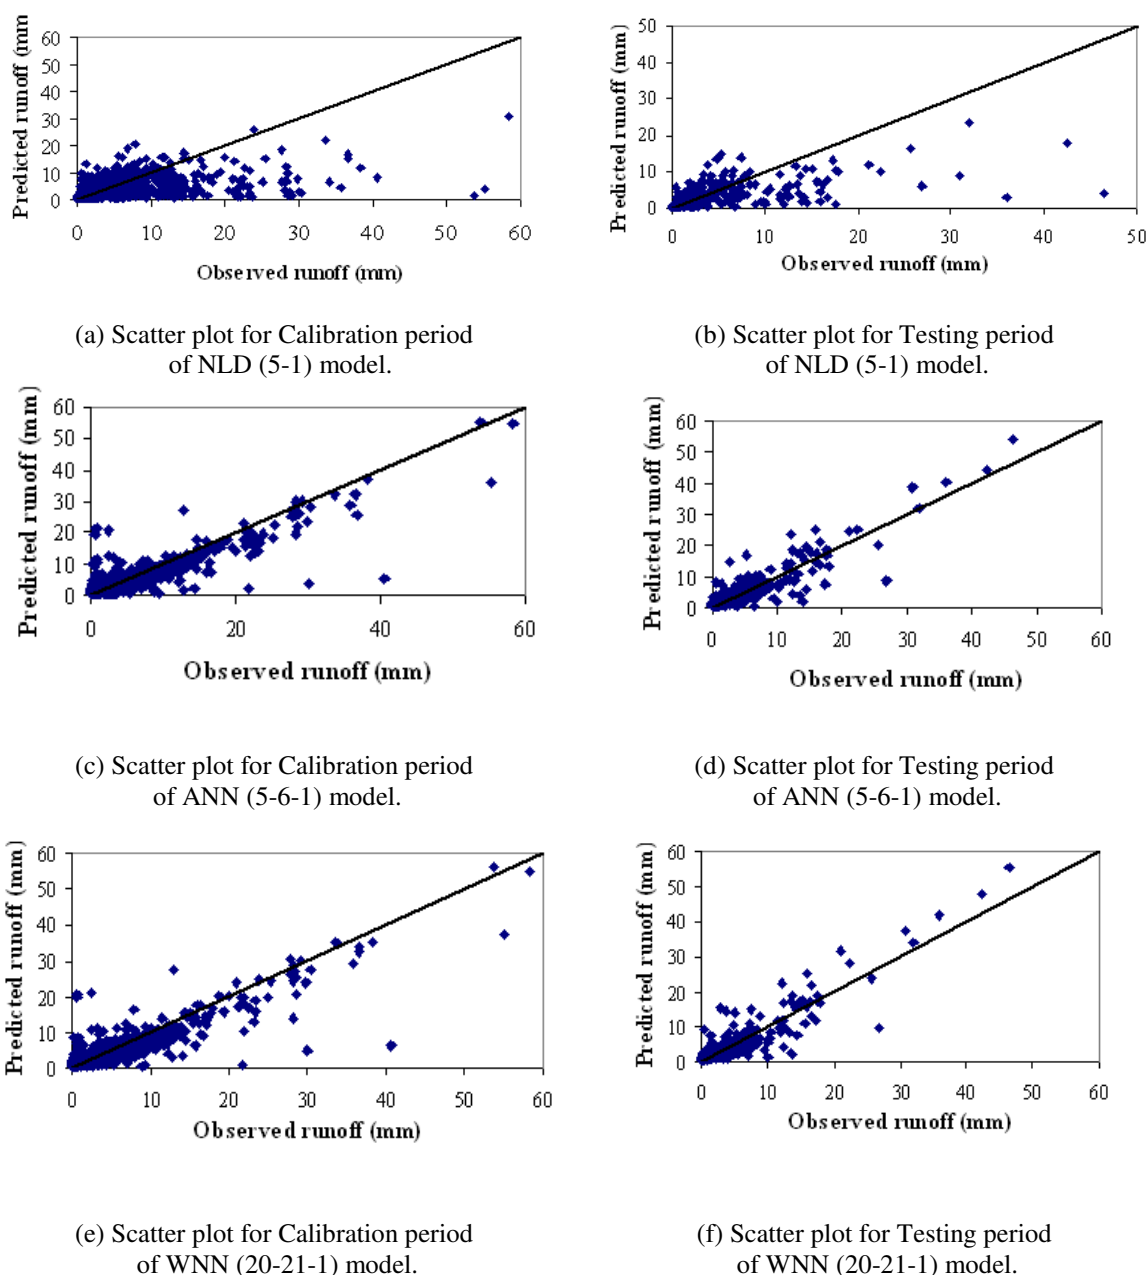 Predicted runoff (mm
60
50
40
30
20
10
0
0 10 20 30 40 50 60
Observed runoff (mm)
(a) Scatter plot for Calibration period
of NLD (5-1) model.
Predicted runoff (mm)
50
40
30
20
10
0
0 10 20 30 40 50
Observed runoff (mm)
(b) Scatter plot for Testing period
of NLD (5-1) model.
Predicted runoff (mm)
60
50
40
30
20
10
0
0 20 40 60
Observed runoff (mm)
(c) Scatter plot for Calibration period
of ANN (5-6-1) model.
Predicted runoff (mm)
60
50
40
30
20
10
0
0 10 20 30 40 50 60
Observed runoff (mm)
(d) Scatter plot for Testing period
of ANN (5-6-1) model.
Predicted runoff (mm)
60
50
40
30
20
10
0
0 10 20 30 40 50 60
Observed runoff (mm)
(e) Scatter plot for Calibration period
of WNN (20-21-1) model.
Predicted runoff (mm)
60
50
40
30
20
10
0
0 10 20 30 40 50 60
Observed runoff (mm)
(f) Scatter plot for Testing period
of WNN (20-21-1) model.